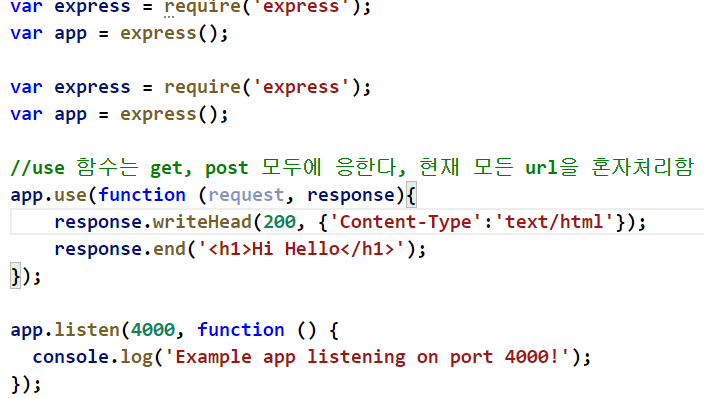 var express = require('express');
var app = express();
var express = require('express');
var app = express();
//use 함수는 get, post 모두에 응한다, 현재 모든 url을 혼자처리함
app.use(function (request, response){
response.writeHead(200, {'Content-Type':'text/html'});
response.end('<h1>Hi Hello</h1>');
});
app.listen(4000, function () {
console.log('Example app listening on port 4000!');
});